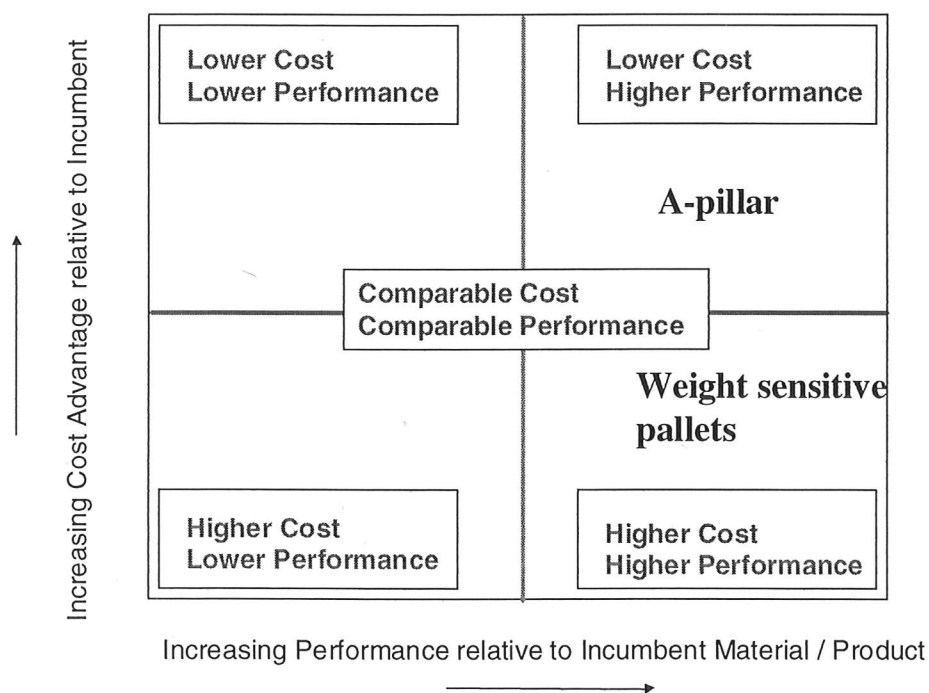 Increasing Cost Advantage relative to Incumbent
Lower Cost
Lower Performance
Lower Cost
Higher Performance
A-pillar
Comparable Cost
Comparable Performance
Weight sensitive
pallets
Higher Cost
Lower Performance
Higher Cost
Higher Performance
Increasing Performance relative to Incumbent Material / Product